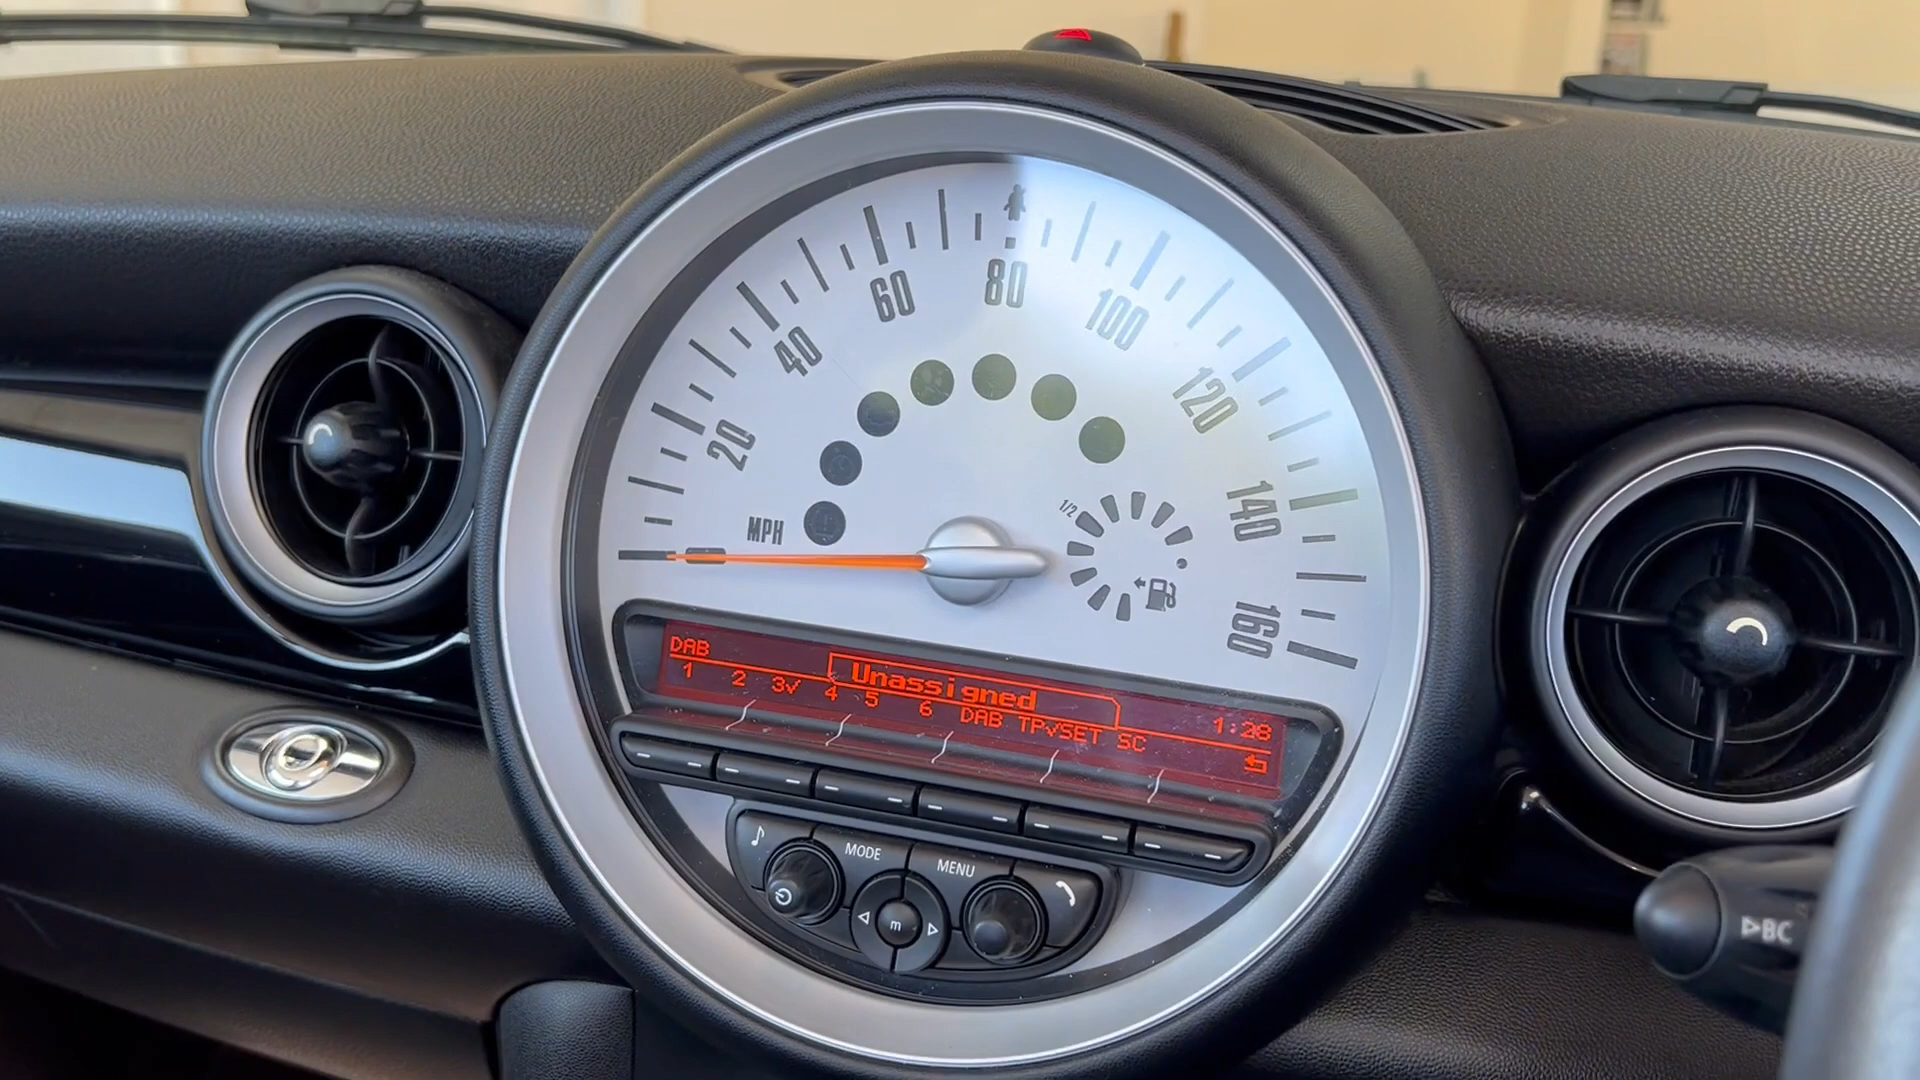 20
40
60
80
100
120
140
160
MPH
1/2
DAB
Unassigned
1:28
1 2 3√ 4 5 6 DAB TP√SET SC
MODE
MENU
m
BC